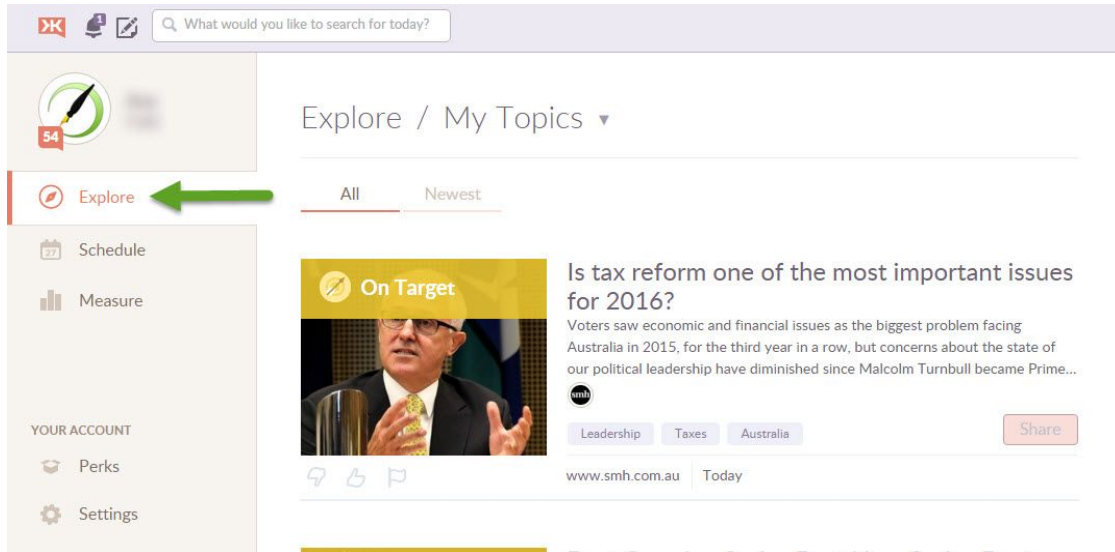 1
What would you like to search for today?
54
Explore
27
Schedule
Measure
YOUR ACCOUNT
Perks
Settings
Explore / My Topics
All
Newest
On Target
Is tax reform one of the most important issues
for 2016?
Voters saw economic and financial issues as the biggest problem facing
Australia in 2015, for the third year in a row, but concerns about the state of
our political leadership have diminished since Malcolm Turnbull became Prime...
smh
Leadership Taxes Australia
Share
www.smh.com.au Today